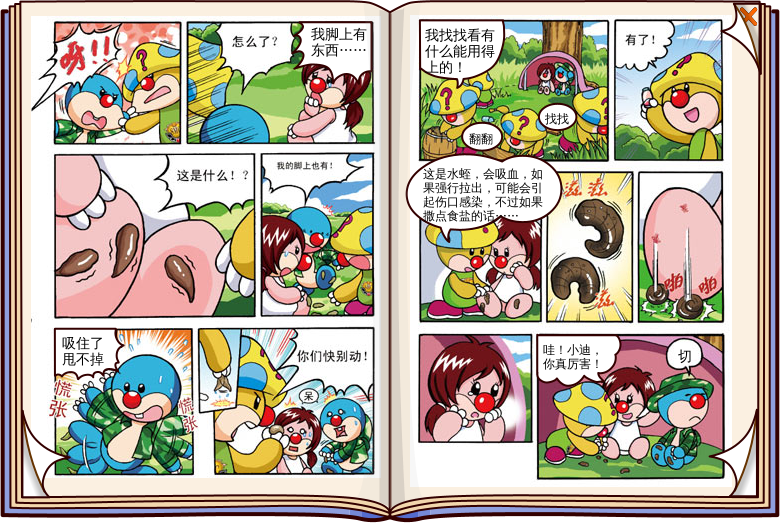 呀!!
怎么了？
我脚上有
东西……
这是什么！？
我的脚上也有！
吸住了
甩不掉
慌
张
慌
张
你们快别动！
呆
我找找看有
什么能用得
上的！
翻翻
找找
有了！
这是水蛭，会吸血，如
果强行拉出，可能会引
起伤口感染，不过如果
撒点食盐的话……
滋滋
滋
啪
啪
哇！小迪，
你真厉害！
切